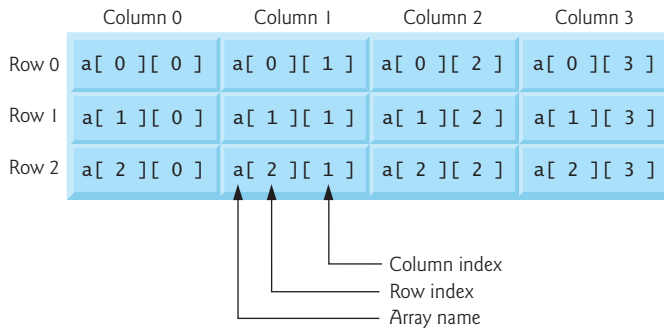 Column 0 Column 1 Column 2 Column 3
Row 0 a[ 0 ][ 0 ] a[ 0 ][ 1 ] a[ 0 ][ 2 ] a[ 0 ][ 3 ]
Row 1 a[ 1 ][ 0 ] a[ 1 ][ 1 ] a[ 1 ][ 2 ] a[ 1 ][ 3 ]
Row 2 a[ 2 ][ 0 ] a[ 2 ][ 1 ] a[ 2 ][ 2 ] a[ 2 ][ 3 ]
Column index
Row index
Array name